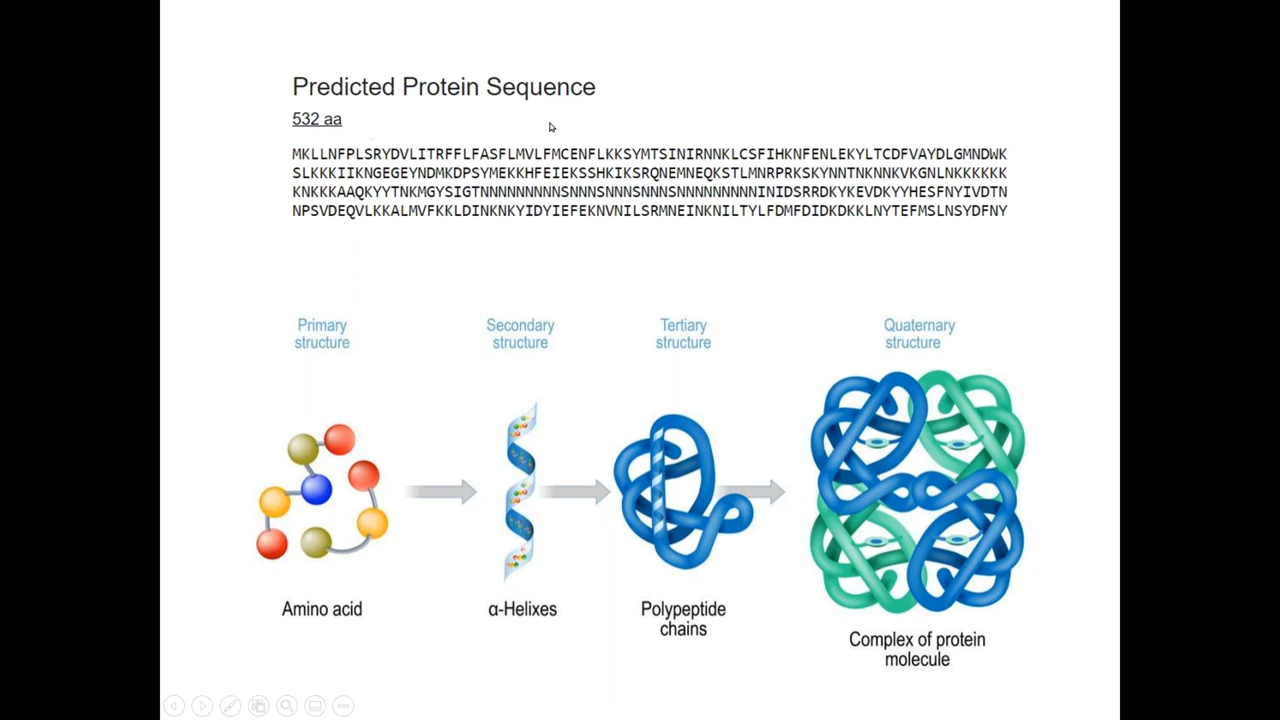 Predicted Protein Sequence
532 aa
MKLLNFPLSRYDVLITRFFLFASFLMVLFMCENFLKKSYMTSINIRNNKLCSFIHKNFENLEKYLTCDFVAYDLGMNDWK
SLKKKIIKNGEGEYNDMKDPSYMEKKHFEIEKSSHKIKSRQNEMNEQKSTLMNRPRKSKYNNTNKNNKVKGNLNKKKKKK
KNKKKAAQKYYTNKMGYSIGTNNNNNNNNNSNNNSNNNSNNNSNNNNNNNNNNINIDSRRDKYKEVDKYYHESFNYIVDTN
NPSVDEQVLKKALMVFKKLDINKNKYIDYIEFEKNVNILSRMNEINKNILTYLFDMFDIDKDKKLNYTEFMSLNSYDFNY
Primary
structure
Secondary
structure
Tertiary
structure
Quaternary
structure
Amino acid
α-Helixes
Polypeptide
chains
Complex of protein
molecule